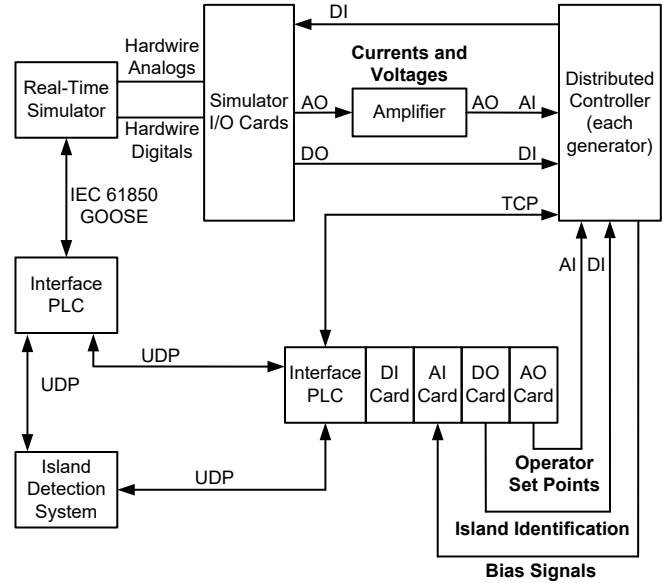 DI
Hardwire
Analogs
Currents and
Voltages
Real-Time
Simulator
Simulator
I/O Cards
AO
Amplifier
AO
AI
Distributed
Controller
(each
generator)
Hardwire
Digitals
DO
DI
IEC 61850
GOOSE
TCP
AI
DI
Interface
PLC
UDP
UDP
Interface
PLC
DI
Card
AI
Card
DO
Card
AO
Card
Island
Detection
System
UDP
Operator
Set Points
Island Identification
Bias Signals